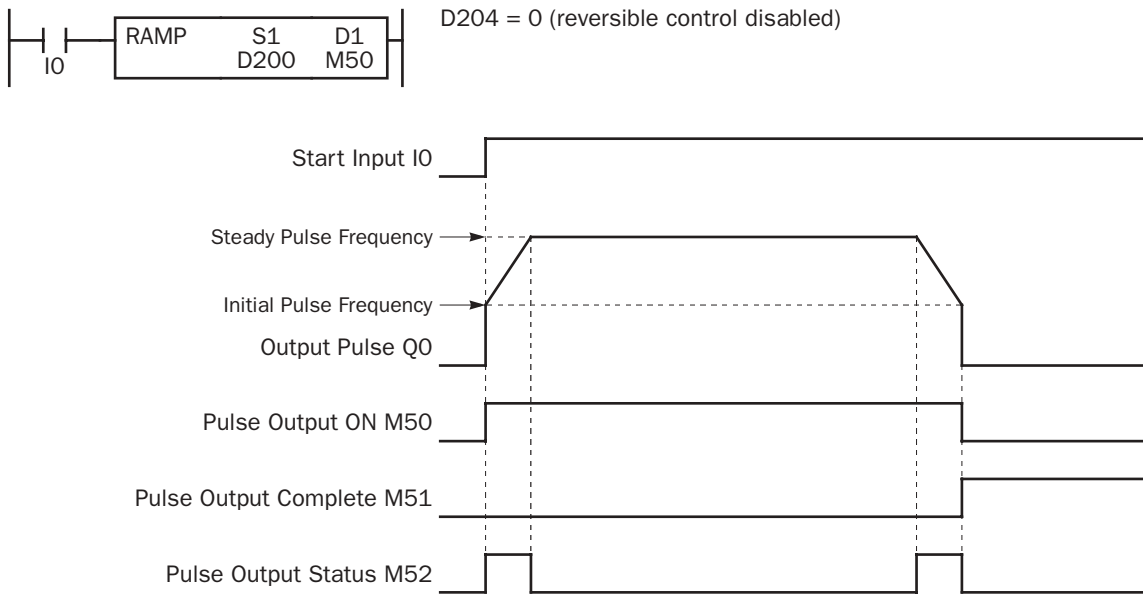 RAMP S1 D1
D200 M50
I0
D204 = 0 (reversible control disabled)
Start Input I0
Steady Pulse Frequency
Initial Pulse Frequency
Output Pulse Q0
Pulse Output ON M50
Pulse Output Complete M51
Pulse Output Status M52